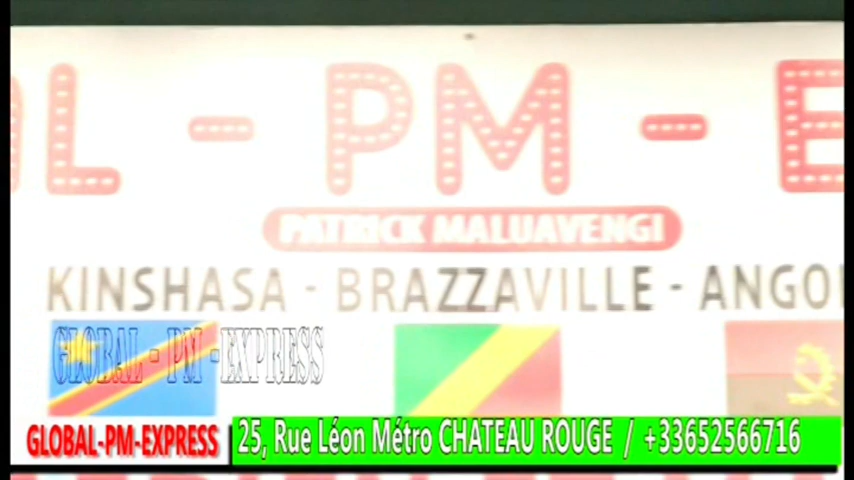 L - PM - E
PATRICK MALUAVENGI
KINSHASA - BRAZZAVILLE - ANGO
GLOBAL - PM - EXPRESS
GLOBAL-PM-EXPRESS 25, Rue Léon Métro CHATEAU ROUGE / +33652566716